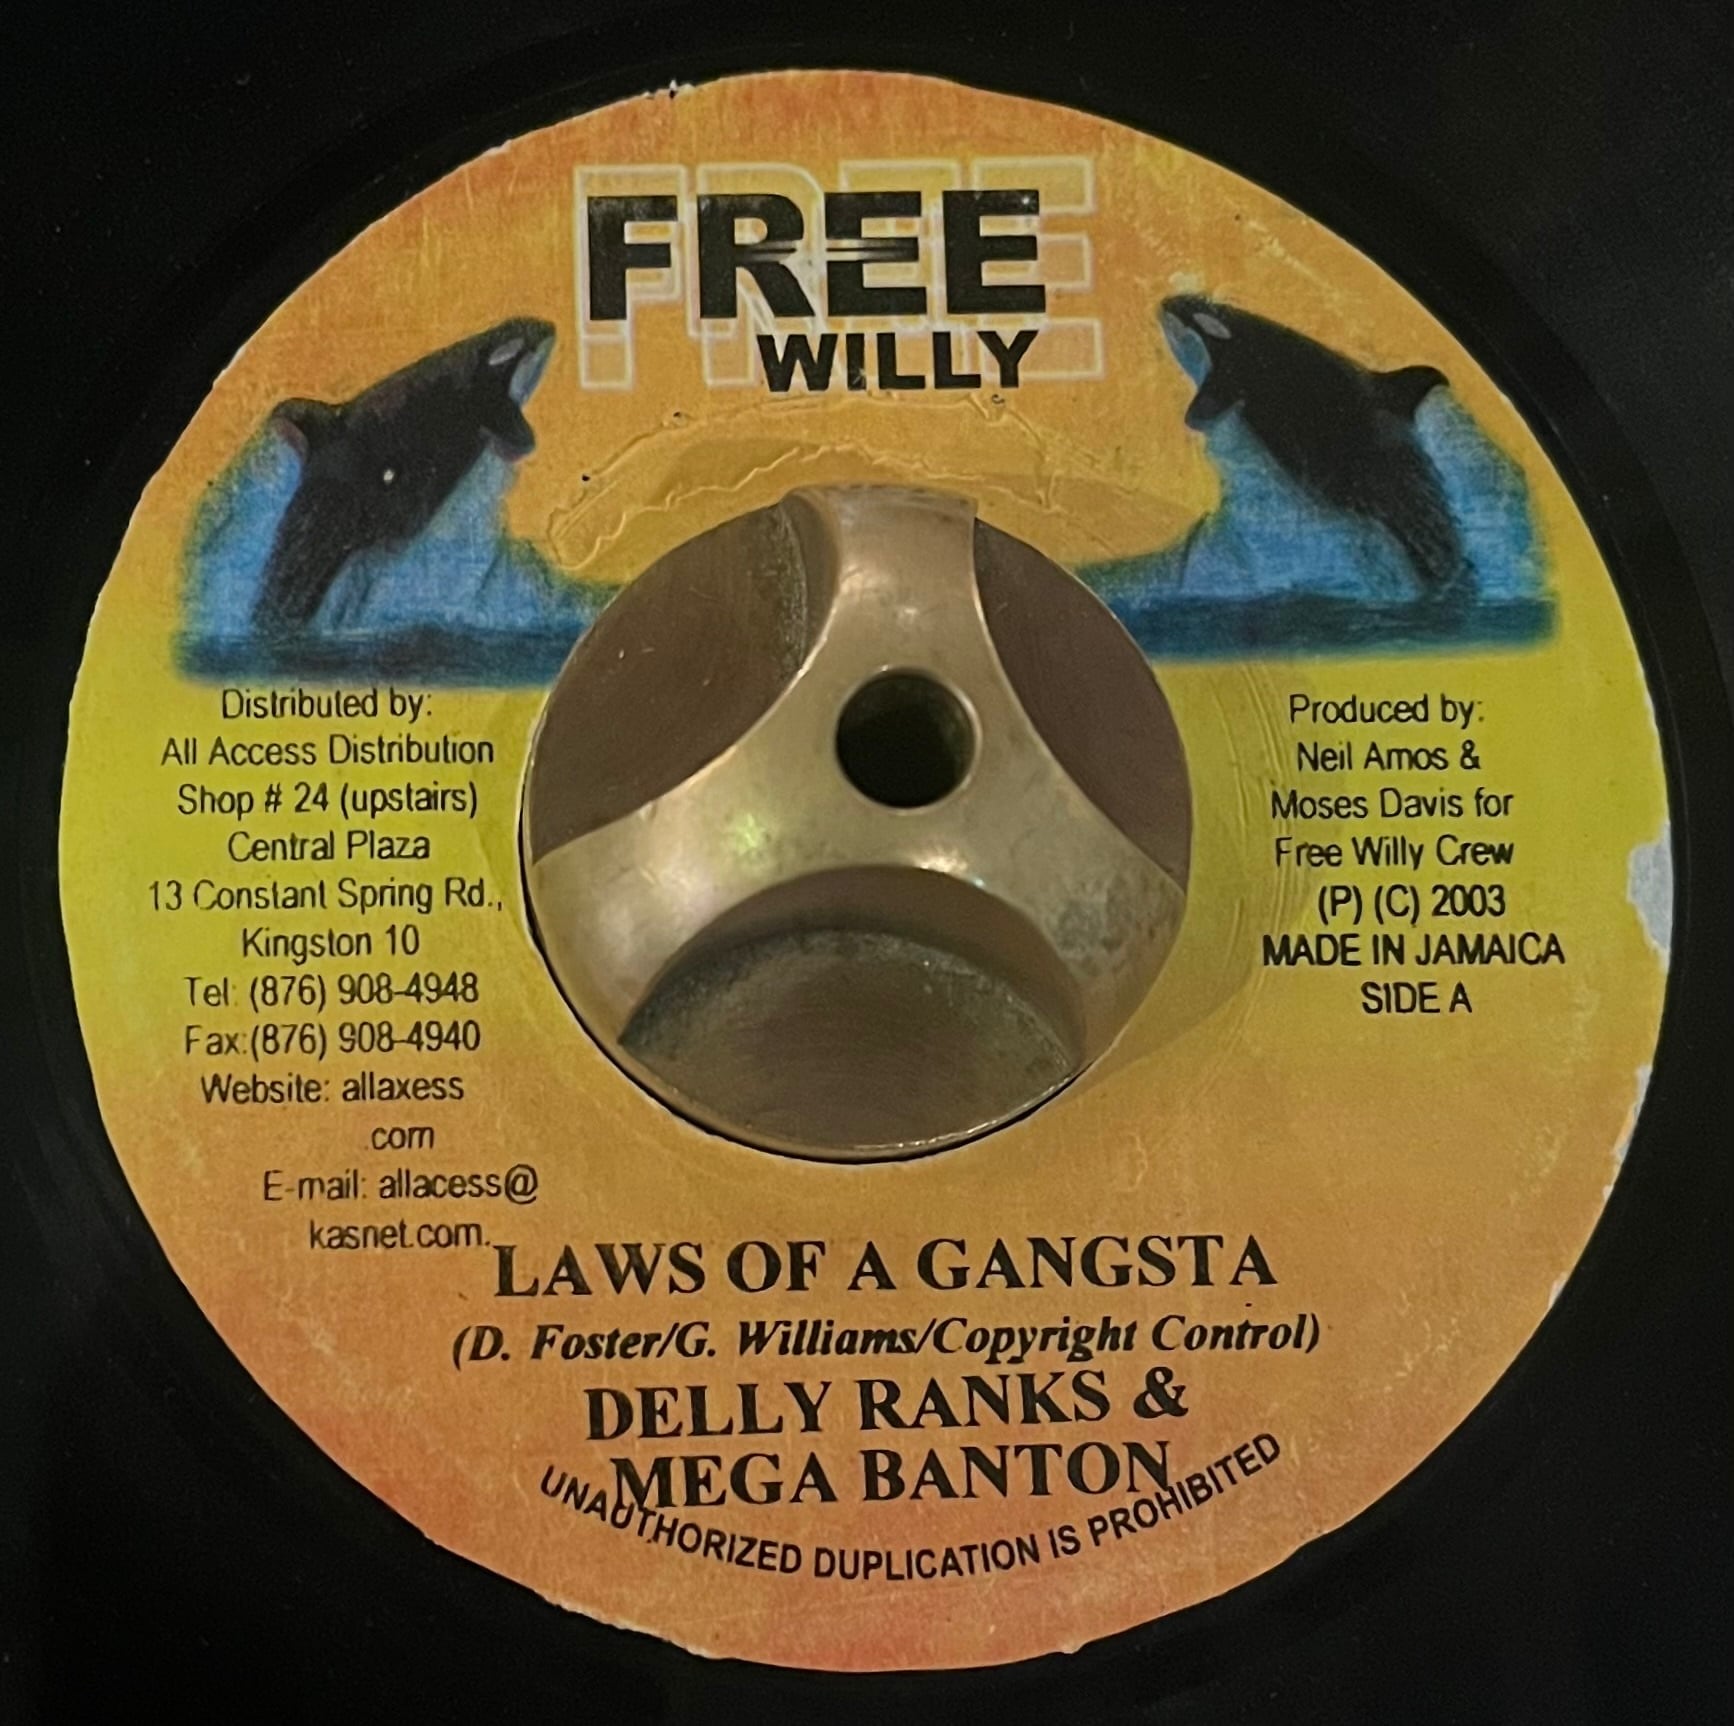 FREE
WILLY
Distributed by:
All Access Distribution
Shop # 24 (upstairs)
Central Plaza
13 Constant Spring Rd.,
Kingston 10
Tel: (876) 908-4948
Fax:(876) 908-4940
Website: allaxess
.com
E-mail: allacess@
kasnet.com.
Produced by:
Neil Amos &
Moses Davis for
Free Willy Crew
(P) (C) 2003
MADE IN JAMAICA
SIDE A
LAWS OF A GANGSTA
(D. Foster/G. Williams/Copyright Control)
DELLY RANKS &
MEGA BANTON
UNAUTHORIZED DUPLICATION IS PROHIBITED